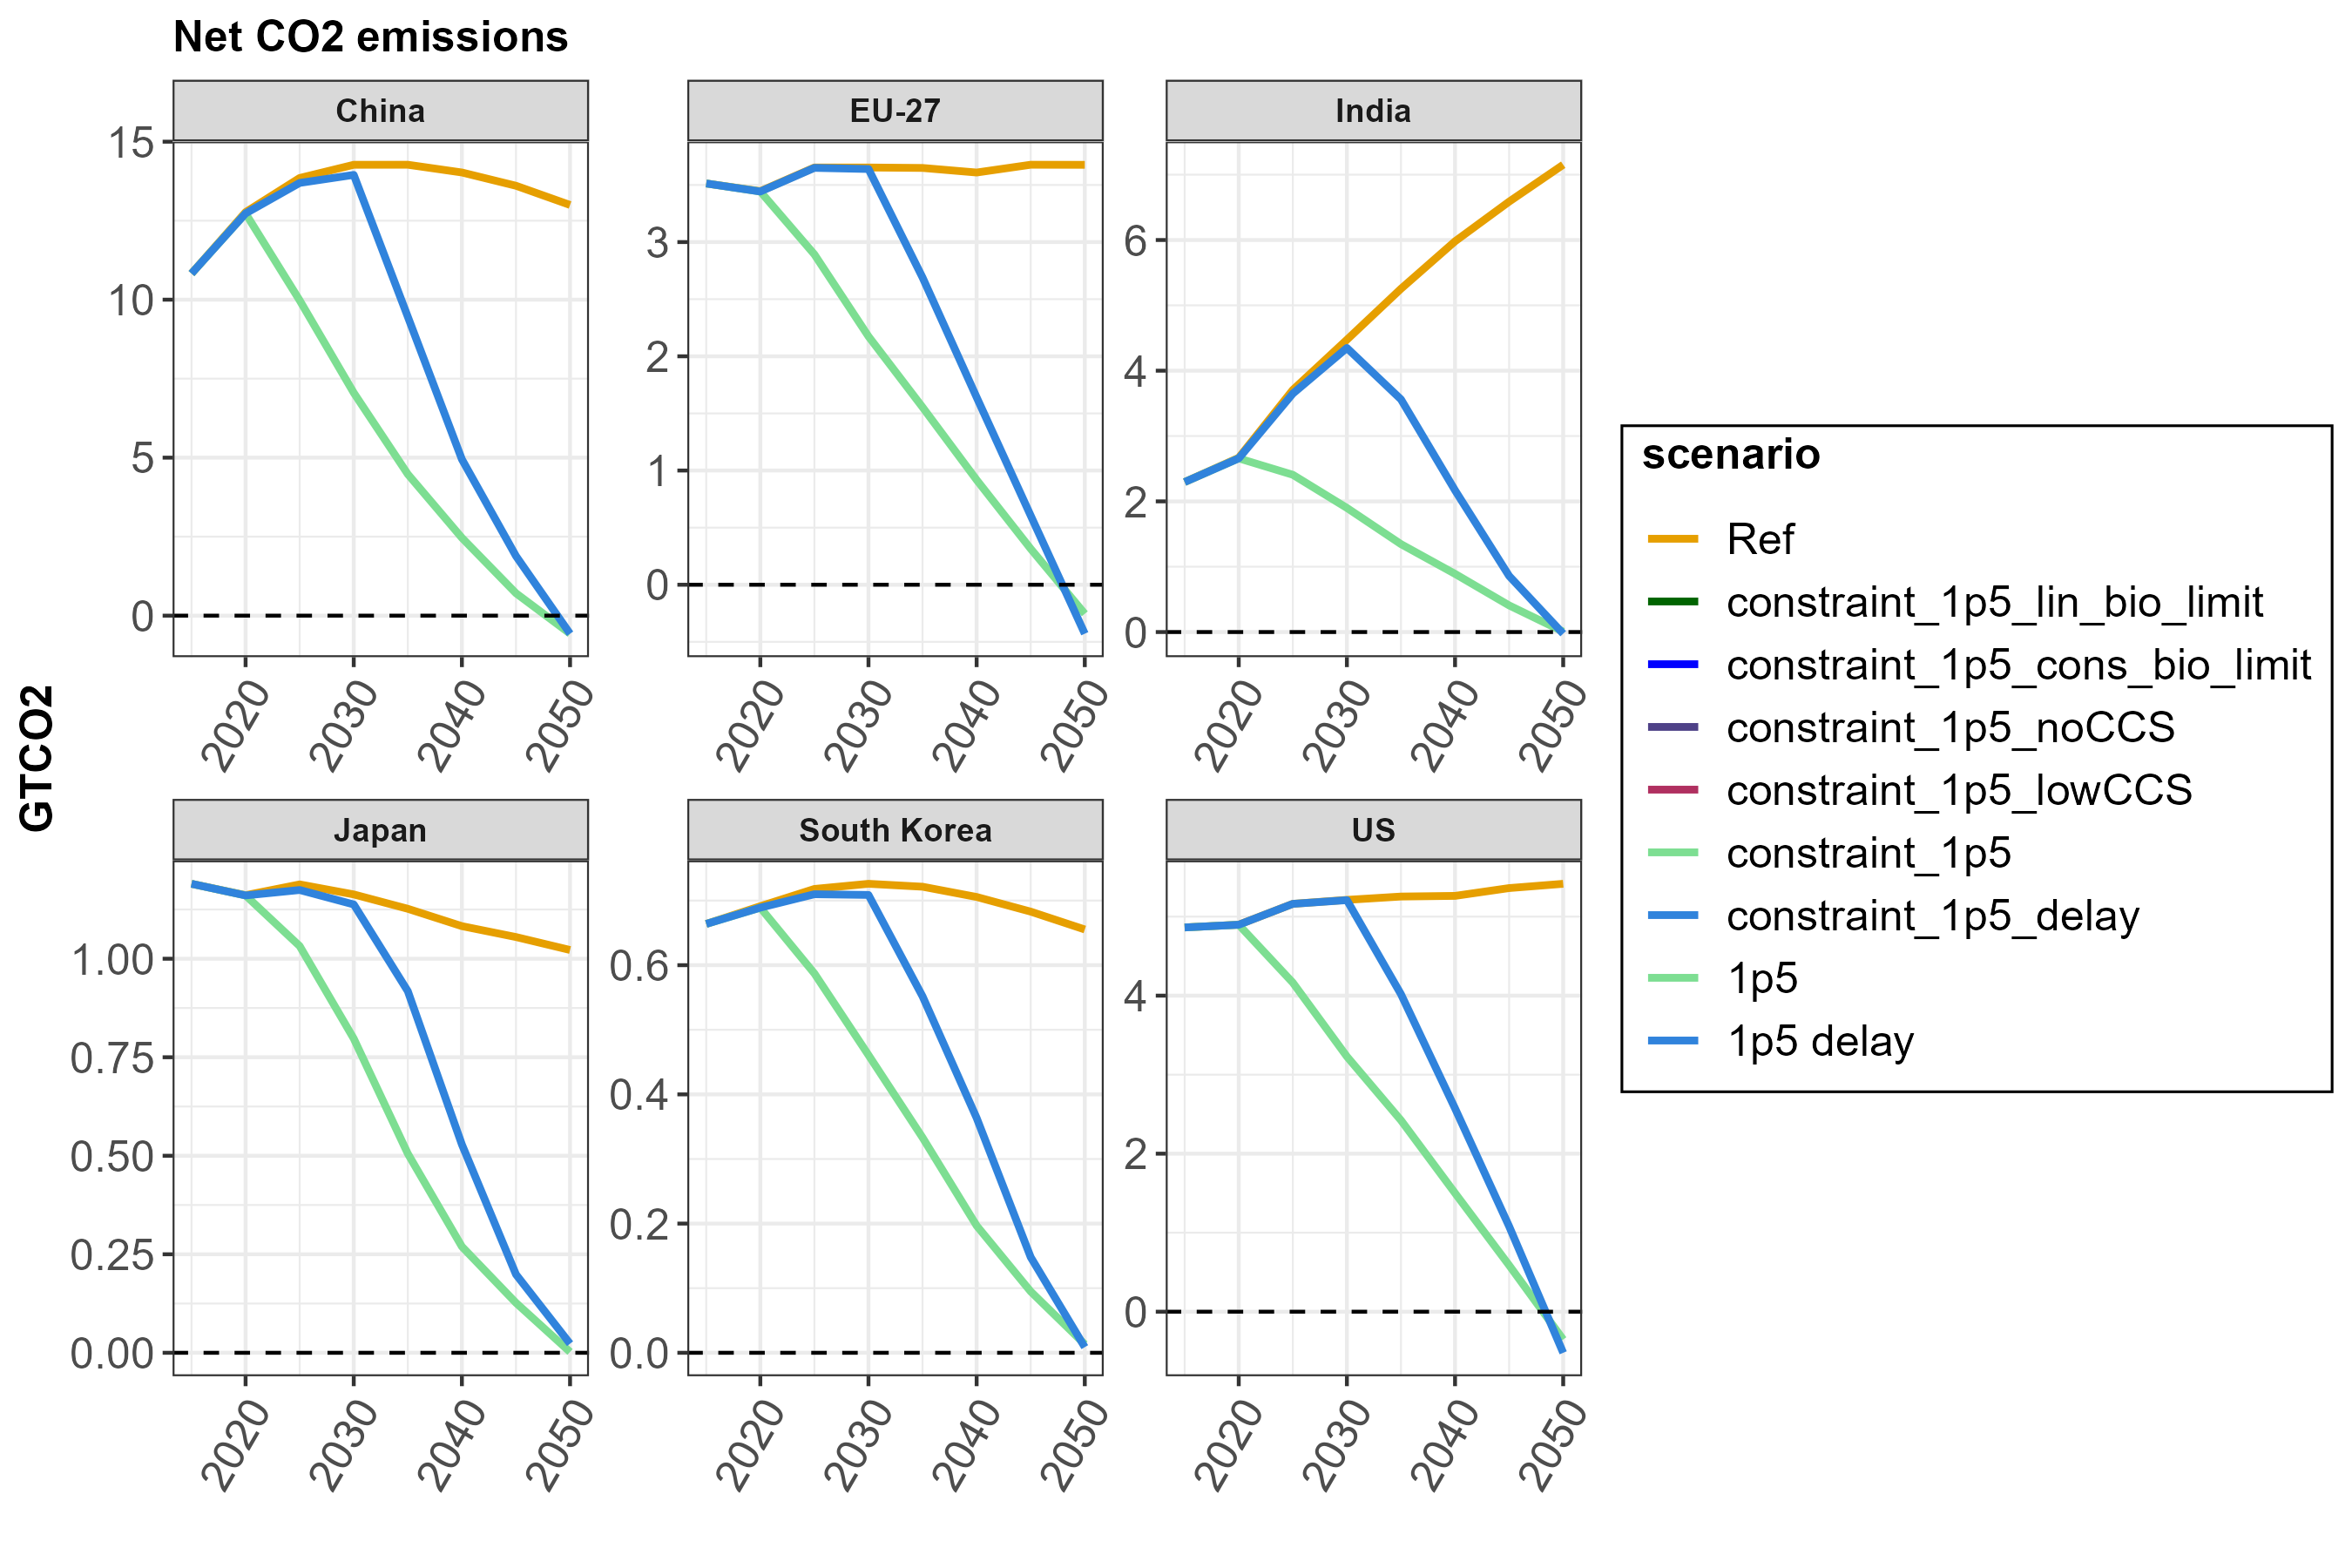 Net CO2 emissions
China
EU-27
India
15
10
5
0
3
2
1
0
6
4
2
0
2020
2030
2040
2050
2020
2030
2040
2050
2020
2030
2040
2050
GTCO2
Japan
South Korea
US
1.00
0.75
0.50
0.25
0.00
0.6
0.4
0.2
0.0
4
2
0
2020
2030
2040
2050
2020
2030
2040
2050
2020
2030
2040
2050
scenario
Ref
constraint_1p5_lin_bio_limit
constraint_1p5_cons_bio_limit
constraint_1p5_noCCS
constraint_1p5_lowCCS
constraint_1p5
constraint_1p5_delay
1p5
1p5 delay